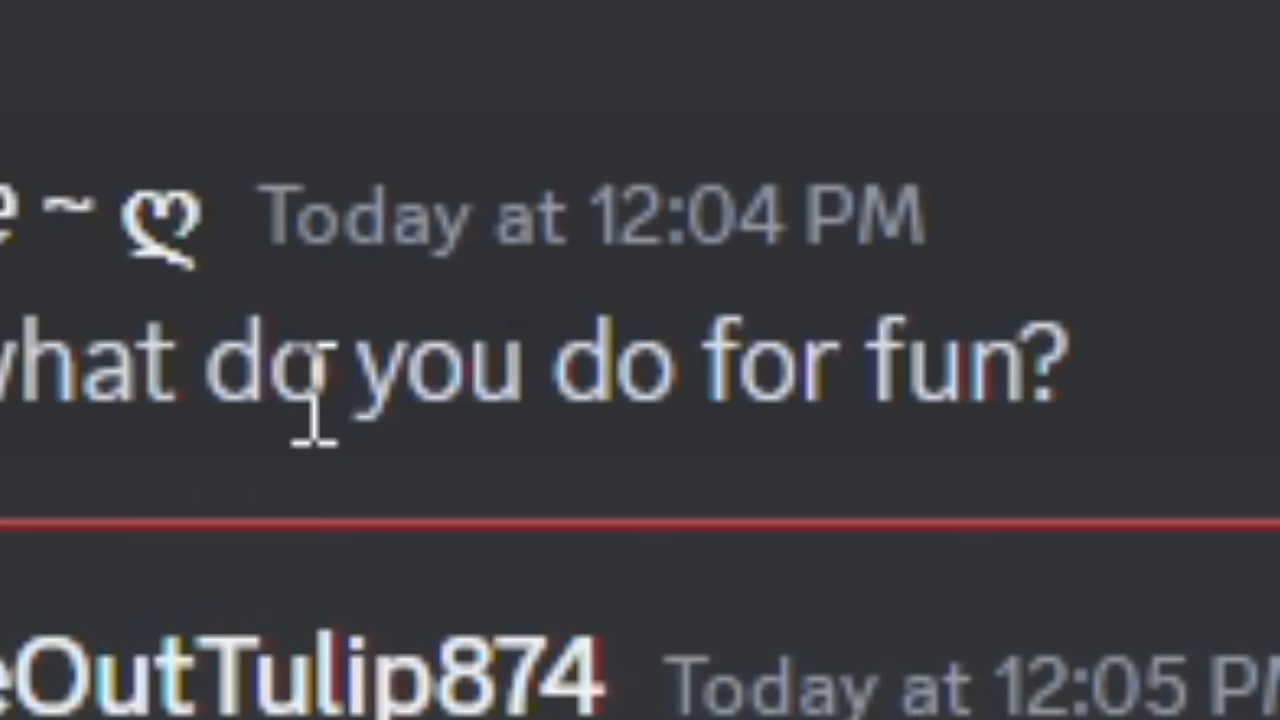 e ~ ღ Today at 12:04 PM
what do you do for fun?
eOutTulip874 Today at 12:05 PM